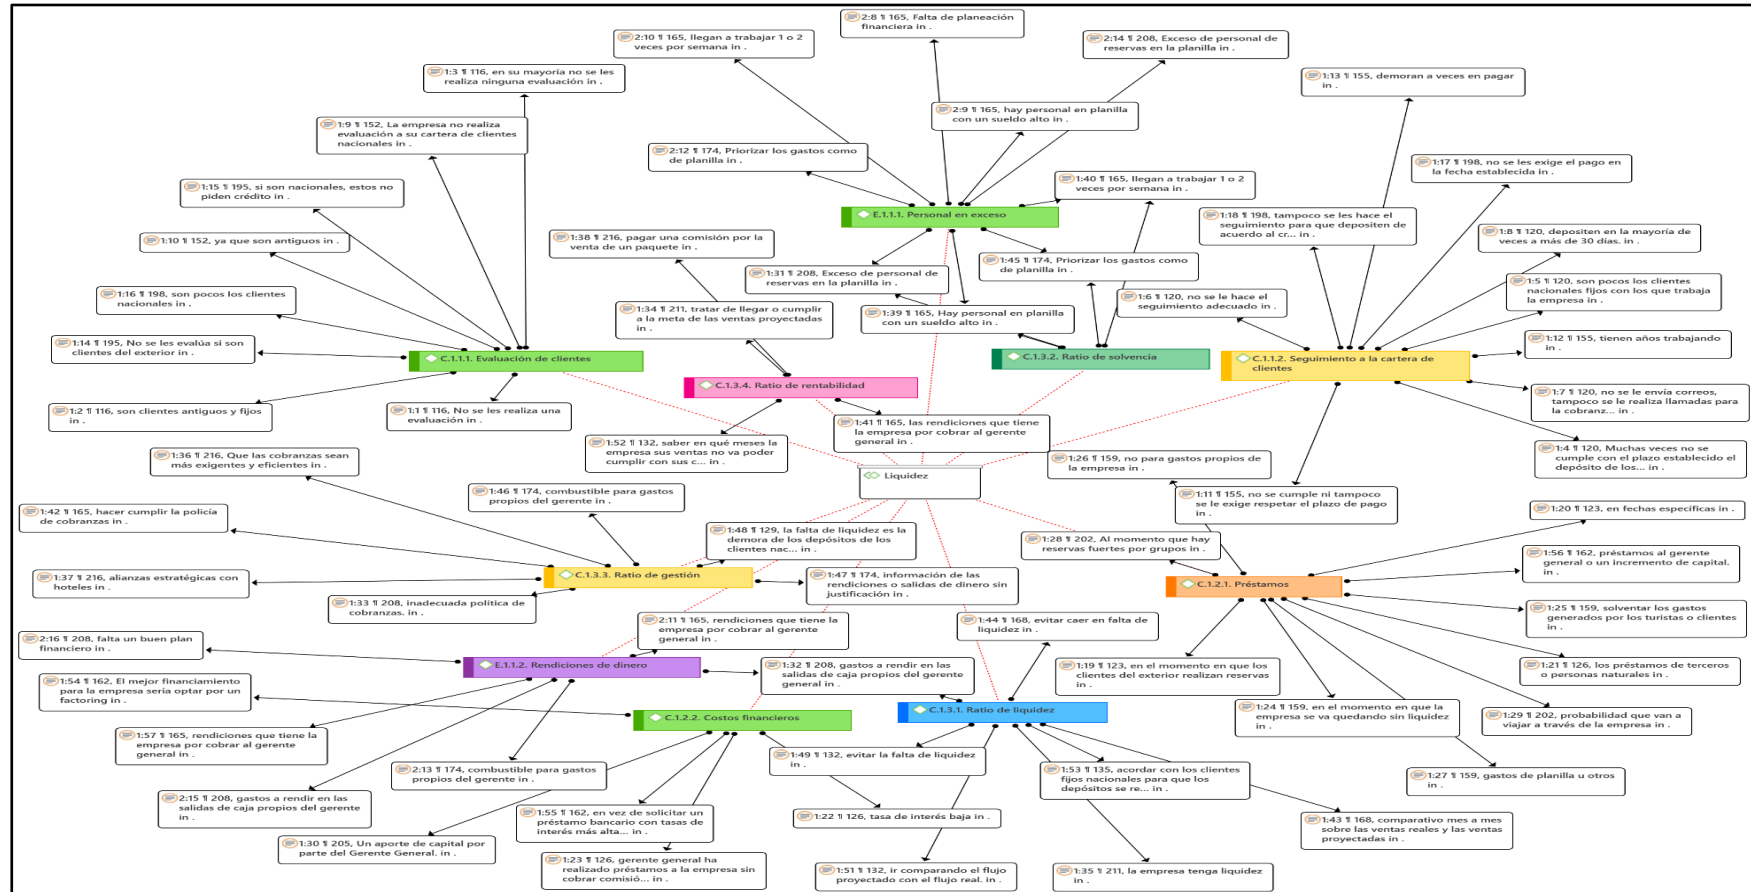 2:8 ¶ 165, Falta de planeación
financiera in .
2:10 ¶ 165, llegan a trabajar 1 o 2
veces por semana in .
2:14 ¶ 208, Exceso de personal de
reservas en la planilla in .
1:3 ¶ 116, en su mayoría no se les
realiza ninguna evaluación in .
1:13 ¶ 155, demoran a veces en pagar
in .
2:9 ¶ 165, hay personal en planilla
con un sueldo alto in .
1:9 ¶ 152, La empresa no realiza
evaluación a su cartera de clientes
nacionales in .
2:12 ¶ 174, Priorizar los gastos como
de planilla in .
1:17 ¶ 198, no se les exige el pago en
la fecha establecida in .
1:40 ¶ 165, llegan a trabajar 1 o 2
veces por semana in .
1:15 ¶ 195, si son nacionales, estos no
piden crédito in .
E.1.1.1. Personal en exceso
1:18 ¶ 198, tampoco se les hace el
seguimiento para que depositen de
acuerdo al cr... in .
1:8 ¶ 120, depositen en la mayoría de
veces a más de 30 días. in .
1:10 ¶ 152, ya que son antiguos in .
1:38 ¶ 216, pagar una comisión por la
venta de un paquete in .
1:31 ¶ 208, Exceso de personal de
reservas en la planilla in .
1:45 ¶ 174, Priorizar los gastos como
de planilla in .
1:5 ¶ 120, son pocos los clientes
nacionales fijos con los que trabaja
la empresa in .
1:16 ¶ 198, son pocos los clientes
nacionales in .
1:6 ¶ 120, no se le hace el
seguimiento adecuado in .
1:34 ¶ 211, tratar de llegar o cumplir
a la meta de las ventas proyectadas
in .
1:39 ¶ 165, Hay personal en planilla
con un sueldo alto in .
1:14 ¶ 195, No se les evalúa si son
clientes del exterior in .
C.1.1.1. Evaluación de clientes
C.1.3.2. Ratio de solvencia
C.1.1.2. Seguimiento a la cartera de
clientes
1:12 ¶ 155, tienen años trabajando
in .
C.1.3.4. Ratio de rentabilidad
1:7 ¶ 120, no se le envía correos,
tampoco se le realiza llamadas para
la cobranz... in .
1:2 ¶ 116, son clientes antiguos y fijos
in .
1:1 ¶ 116, No se les realiza una
evaluación in .
1:41 ¶ 165, las rendiciones que tiene
la empresa por cobrar al gerente
general in .
1:52 ¶ 132, saber en qué meses la
empresa sus ventas no va poder
cumplir con sus c... in .
1:4 ¶ 120, Muchas veces no se
cumple con el plazo establecido el
depósito de los... in .
1:36 ¶ 216, Que las cobranzas sean
más exigentes y eficientes in .
1:26 ¶ 159, no para gastos propios de
la empresa in .
Liquidez
1:46 ¶ 174, combustible para gastos
propios del gerente in .
1:11 ¶ 155, no se cumple ni tampoco
se le exige respetar el plazo de pago
in .
1:42 ¶ 165, hacer cumplir la policía
de cobranzas in .
1:20 ¶ 123, en fechas específicas in .
1:48 ¶ 129, la falta de liquidez es la
demora de los depósitos de los
clientes nac... in .
1:28 ¶ 202, Al momento que hay
reservas fuertes por grupos in .
1:56 ¶ 162, préstamos al gerente
general o un incremento de capital.
in .
1:37 ¶ 216, alianzas estratégicas con
hoteles in .
C.1.3.3. Ratio de gestión
1:47 ¶ 174, información de las
rendiciones o salidas de dinero sin
justificación in .
C.1.2.1. Préstamos
1:33 ¶ 208, inadecuada política de
cobranzas. in .
1:25 ¶ 159, solventar los gastos
generados por los turistas o clientes
in .
2:11 ¶ 165, rendiciones que tiene la
empresa por cobrar al gerente
general in .
1:44 ¶ 168, evitar caer en falta de
liquidez in .
2:16 ¶ 208, falta un buen plan
financiero in .
E.1.1.2. Rendiciones de dinero
1:32 ¶ 208, gastos a rendir en las
salidas de caja propios del gerente
general in .
1:19 ¶ 123, en el momento en que los
clientes del exterior realizan reservas
in .
1:21 ¶ 126, los préstamos de terceros
o personas naturales in .
1:54 ¶ 162, El mejor financiamiento
para la empresa sería optar por un
factoring in .
C.1.2.2. Costos financieros
C.1.3.1. Ratio de liquidez
1:24 ¶ 159, en el momento en que la
empresa se va quedando sin liquidez
in .
1:29 ¶ 202, probabilidad que van a
viajar a través de la empresa in .
1:57 ¶ 165, rendiciones que tiene la
empresa por cobrar al gerente
general in .
1:49 ¶ 132, evitar la falta de liquidez
in .
2:13 ¶ 174, combustible para gastos
propios del gerente in .
1:53 ¶ 135, acordar con los clientes
fijos nacionales para que los
depósitos se re... in .
1:27 ¶ 159, gastos de planilla u otros
in .
2:15 ¶ 208, gastos a rendir en las
salidas de caja propios del gerente
in .
1:55 ¶ 162, en vez de solicitar un
préstamo bancario con tasas de
interés más alta... in .
1:22 ¶ 126, tasa de interés baja in .
1:43 ¶ 168, comparativo mes a mes
sobre las ventas reales y las ventas
proyectadas in .
1:30 ¶ 205, Un aporte de capital por
parte del Gerente General. in .
1:23 ¶ 126, gerente general ha
realizado préstamos a la empresa sin
cobrar comisió... in .
1:51 ¶ 132, ir comparando el flujo
proyectado con el flujo real. in .
1:35 ¶ 211, la empresa tenga liquidez
in .